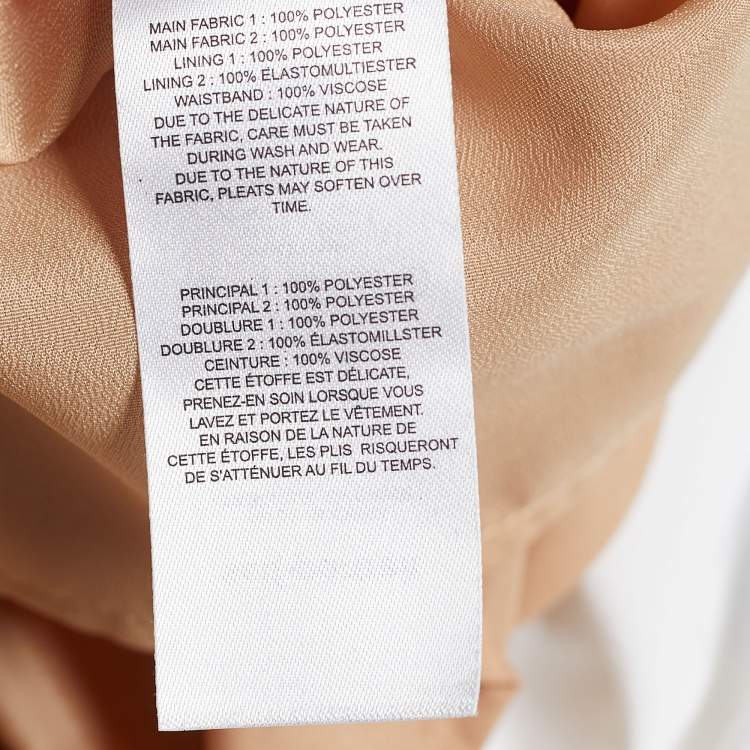 MAIN FABRIC 1 : 100% POLYESTER
MAIN FABRIC 2 : 100% POLYESTER
LINING 1 : 100% POLYESTER
LINING 2 : 100% ELASTOMULTIESTER
WAISTBAND : 100% VISCOSE
DUE TO THE DELICATE NATURE OF
THE FABRIC, CARE MUST BE TAKEN
DURING WASH AND WEAR.
DUE TO THE NATURE OF THIS
FABRIC, PLEATS MAY SOFTEN OVER
TIME.
PRINCIPAL 1 : 100% POLYESTER
PRINCIPAL 2 : 100% POLYESTER
DOUBLURE 1 : 100% POLYESTER
DOUBLURE 2 : 100% ÉLASTOMILLSTER
CEINTURE : 100% VISCOSE
CETTE ÉTOFFE EST DÉLICATE,
PRENEZ-EN SOIN LORSQUE VOUS
LAVEZ ET PORTEZ LE VÊTEMENT.
EN RAISON DE LA NATURE DE
CETTE ÉTOFFE, LES PLIS RISQUERONT
DE S'ATTÉNUER AU FIL DU TEMPS.